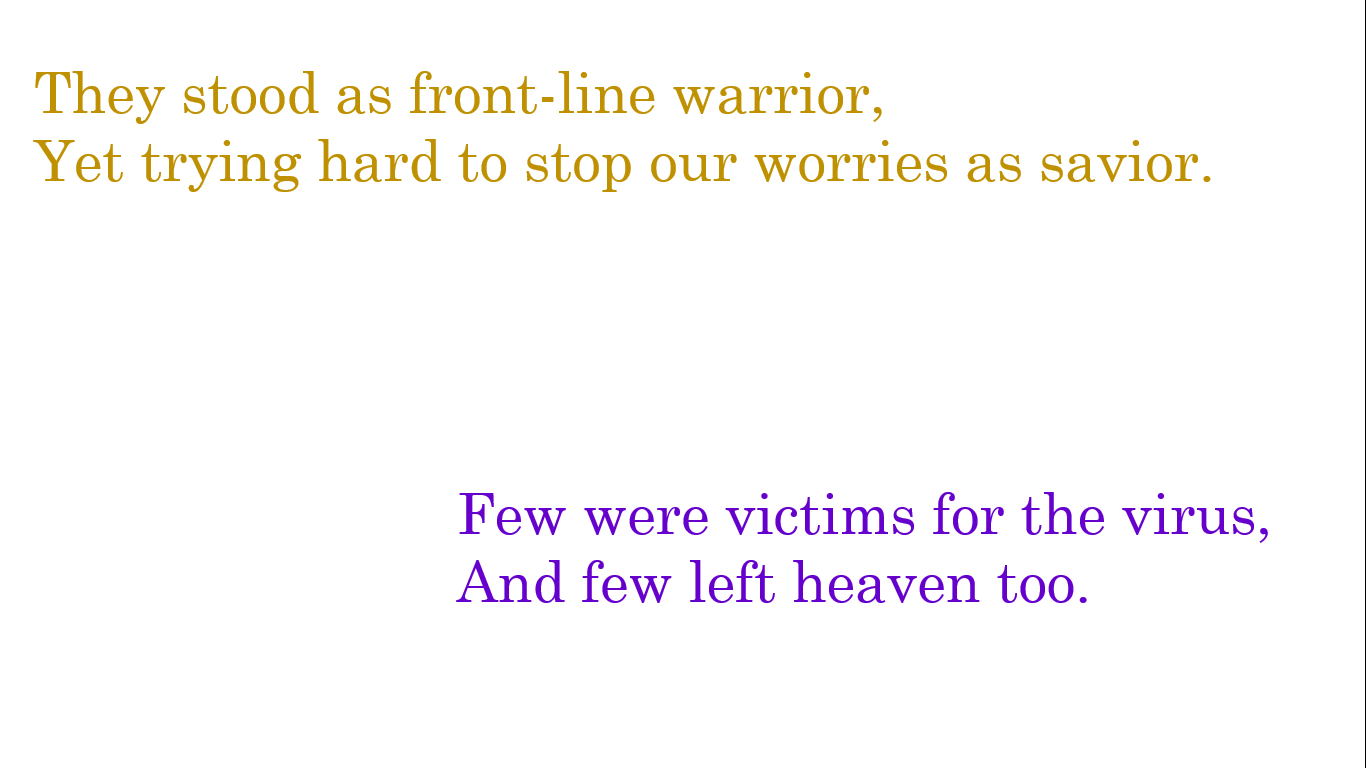 They stood as front-line warrior,
Yet trying hard to stop our worries as savior.
Few were victims for the virus,
And few left heaven too.